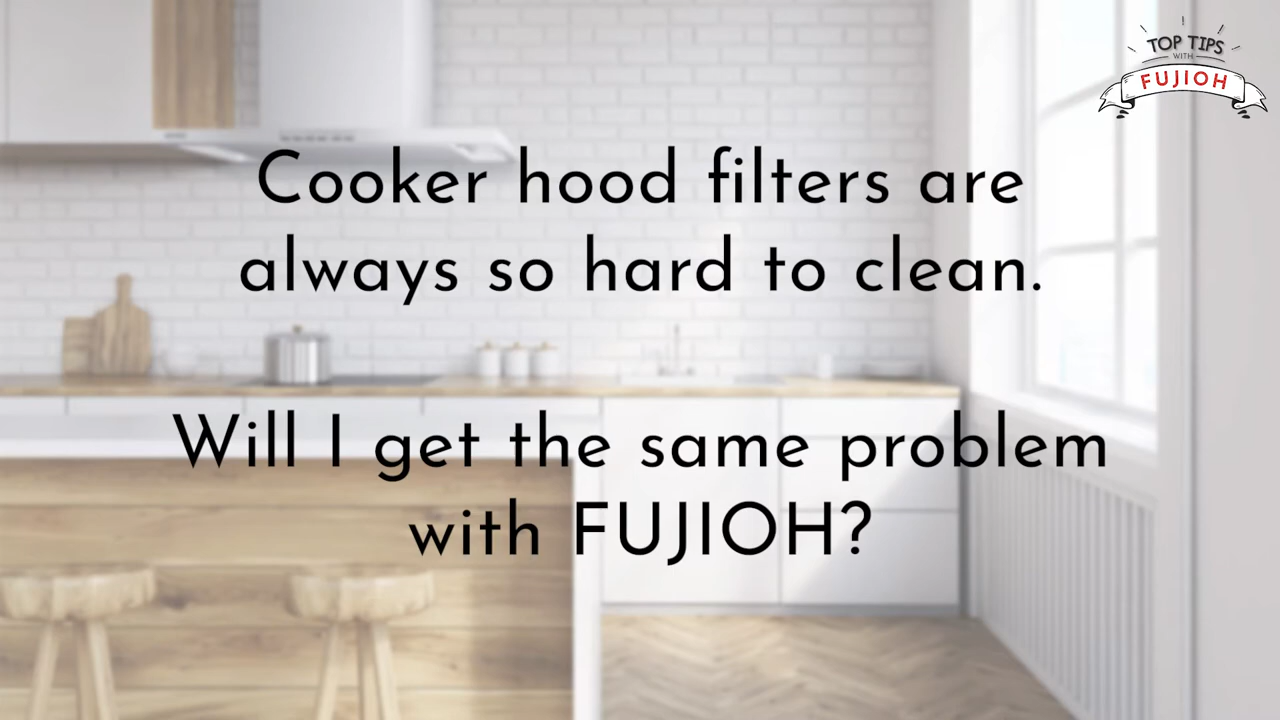 TOP TIPS
WITH
FUJIOH
Cooker hood filters are
always so hard to clean.
Will I get the same problem
with FUJIOH?